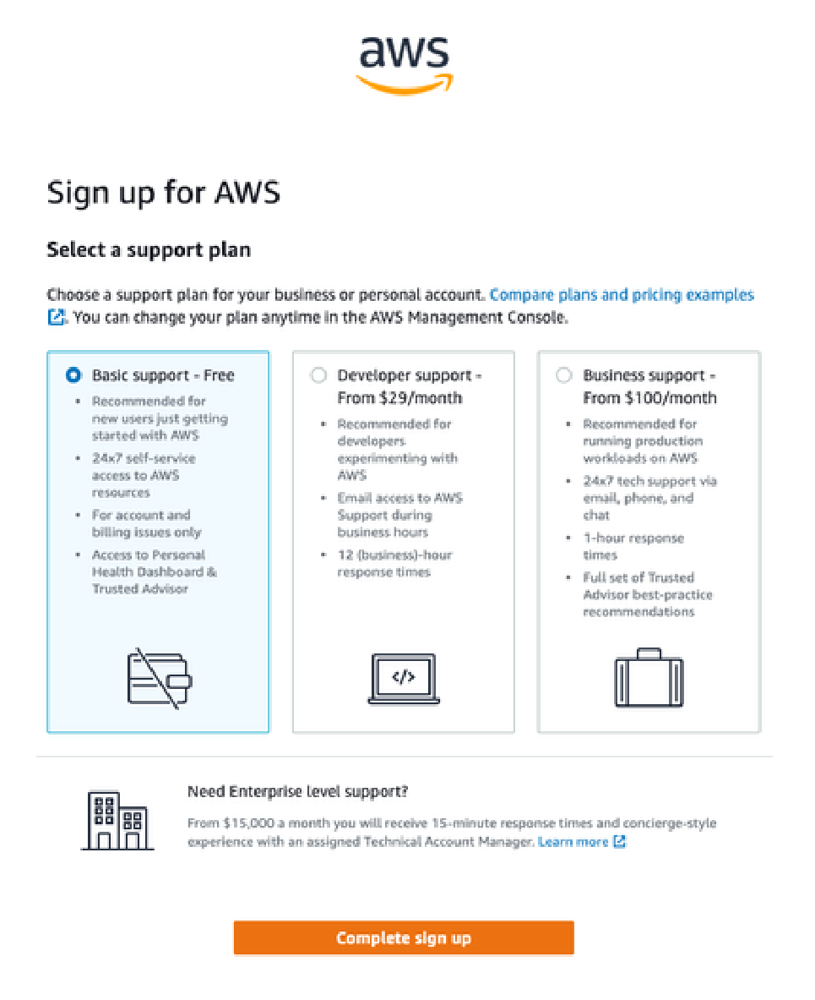 aws
Sign up for AWS
Select a support plan
Choose a support plan for your business or personal account. Compare plans and pricing examples
. You can change your plan anytime in the AWS Management Console.
Basic support - Free
• Recommended for
new users just getting
started with AWS
• 24x7 self-service
access to AWS
resources
• For account and
billing issues only
• Access to Personal
Health Dashboard &
Trusted Advisor
Developer support -
From $29/month
• Recommended for
developers
experimenting with
AWS
• Email access to AWS
Support during
business hours
• 12 (business)-hour
response times
</>
Business support -
From $100/month
• Recommended for
running production
workloads on AWS
• 24x7 tech support via
email, phone, and
chat
• 1-hour response
times
• Full set of Trusted
Advisor best-practice
recommendations
Need Enterprise level support?
From $15,000 a month you will receive 15-minute response times and concierge-style
experience with an assigned Technical Account Manager. Learn more
Complete sign up